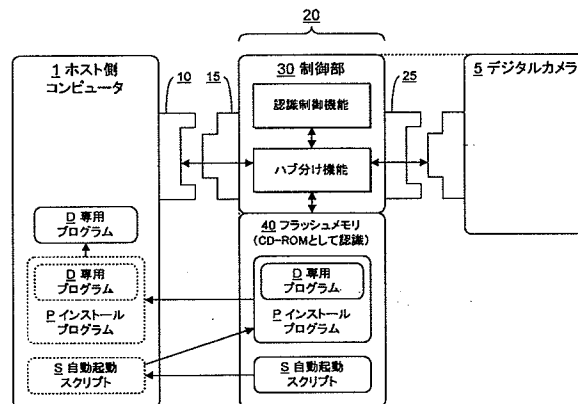 20
1 ホスト側
コンピュータ
10
15
30 制御部
25
5 デジタルカメラ
認識制御機能
ハブ分け機能
40 フラッシュメモリ
(CD-ROMとして認識)
D 専用
プログラム
D 専用
プログラム
P インストール
プログラム
S 自動起動
スクリプト
D 専用
プログラム
P インストール
プログラム
S 自動起動
スクリプト